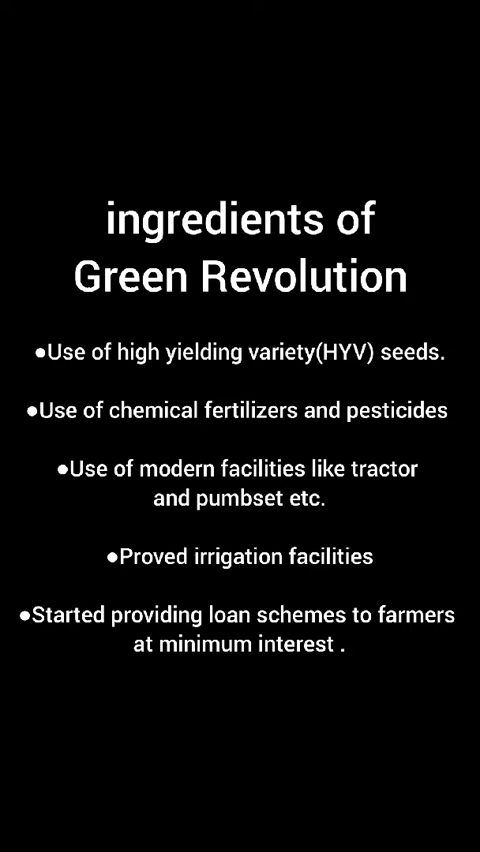 ingredients of
Green Revolution
●Use of high yielding variety(HYV) seeds.
●Use of chemical fertilizers and pesticides
●Use of modern facilities like tractor
and pumbset etc.
●Proved irrigation facilities
●Started providing loan schemes to farmers
at minimum interest .